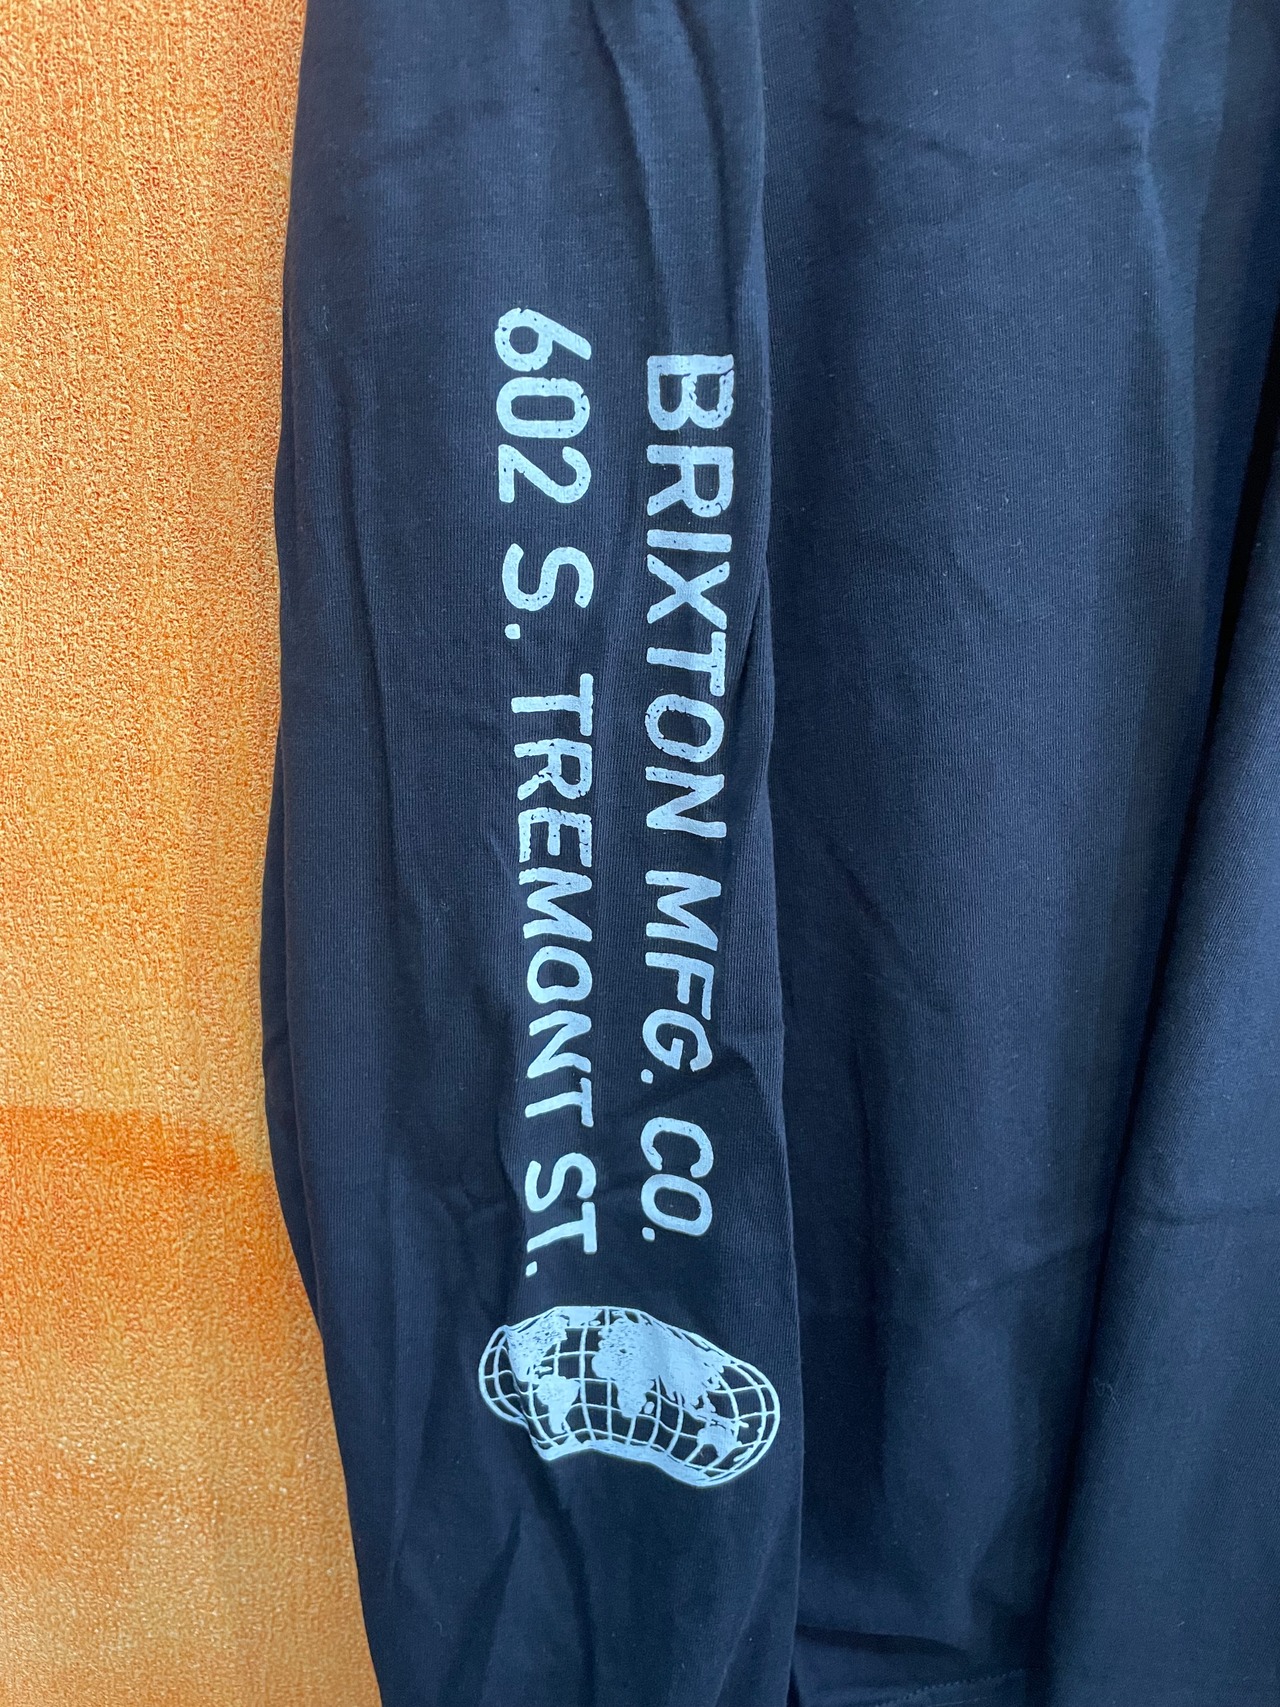 BRIXTON MFG. CO.
602 S. TREMONT ST.